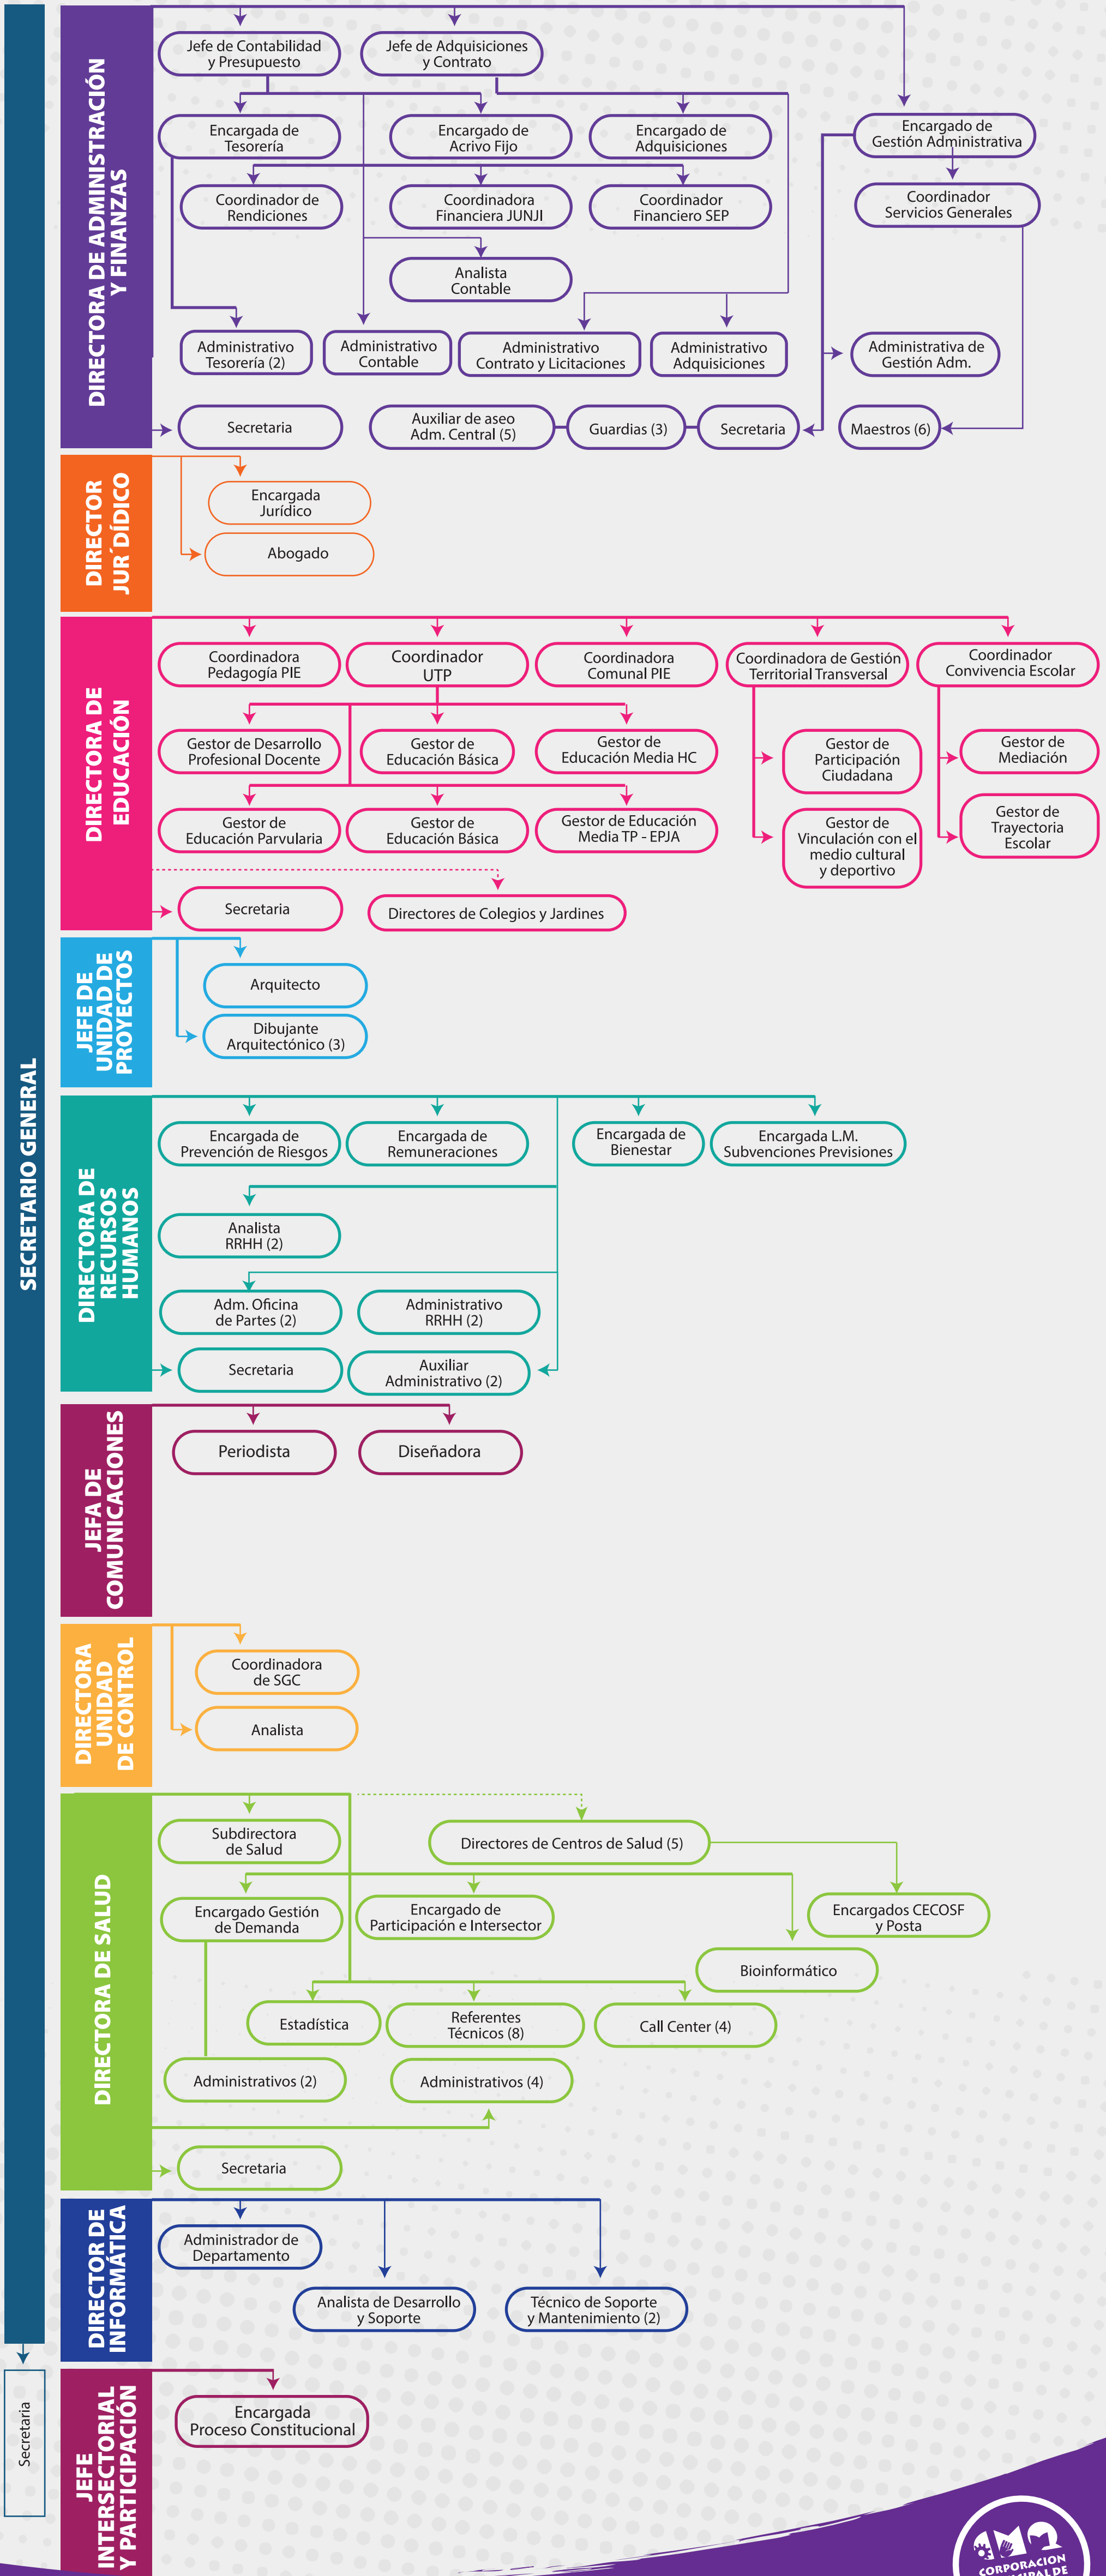 SECRETARIO GENERAL
Secretaria
DIRECTORA DE ADMINISTRACIÓN
Y FINANZAS
Jefe de Contabilidad
y Presupuesto
Jefe de Adquisiciones
y Contrato
Encargada de
Tesorería
Encargado de
Acrivo Fijo
Encargado de
Adquisiciones
Encargado de
Gestión Administrativa
Coordinador de
Rendiciones
Coordinadora
Financiera JUNJI
Coordinador
Financiero SEP
Coordinador
Servicios Generales
Analista
Contable
Administrativo
Tesorería (2)
Administrativo
Contable
Administrativo
Contrato y Licitaciones
Administrativo
Adquisiciones
Administrativa de
Gestión Adm.
Secretaria
Auxiliar de aseo
Adm. Central (5)
Guardias (3)
Secretaria
Maestros (6)
DIRECTOR
JUR´DÍDICO
Encargada
Jurídico
Abogado
DIRECTORA DE
EDUCACIÓN
Coordinadora
Pedagogía PIE
Coordinador
UTP
Coordinadora
Comunal PIE
Coordinadora de Gestión
Territorial Transversal
Coordinador
Convivencia Escolar
Gestor de Desarrollo
Profesional Docente
Gestor de
Educación Básica
Gestor de
Educación Media HC
Gestor de
Participación
Ciudadana
Gestor de
Mediación
Gestor de
Educación Parvularia
Gestor de
Educación Básica
Gestor de Educación
Media TP - EPJA
Gestor de
Vinculación con el
medio cultural
y deportivo
Gestor de
Trayectoria
Escolar
Secretaria
Directores de Colegios y Jardines
JEFE DE
UNIDAD DE
PROYECTOS
Arquitecto
Dibujante
Arquitectónico (3)
DIRECTORA DE
RECURSOS
HUMANOS
Encargada de
Prevención de Riesgos
Encargada de
Remuneraciones
Encargada de
Bienestar
Encargada L.M.
Subvenciones Previsiones
Analista
RRHH (2)
Adm. Oficina
de Partes (2)
Administrativo
RRHH (2)
Secretaria
Auxiliar
Administrativo (2)
JEFA DE
COMUNICACIONES
Periodista
Diseñadora
DIRECTORA
UNIDAD
DE CONTROL
Coordinadora
de SGC
Analista
DIRECTORA DE SALUD
Subdirectora
de Salud
Directores de Centros de Salud (5)
Encargado Gestión
de Demanda
Encargado de
Participación e Intersector
Encargados CECOSF
y Posta
Bioinformático
Estadística
Referentes
Técnicos (8)
Call Center (4)
Administrativos (2)
Administrativos (4)
Secretaria
DIRECTOR DE
INFORMÁTICA
Administrador de
Departamento
Analista de Desarrollo
y Soporte
Técnico de Soporte
y Mantenimiento (2)
JEFE
INTERSECTORIAL
Y PARTICIPACIÓN
Encargada
Proceso Constitucional
CORPORACION